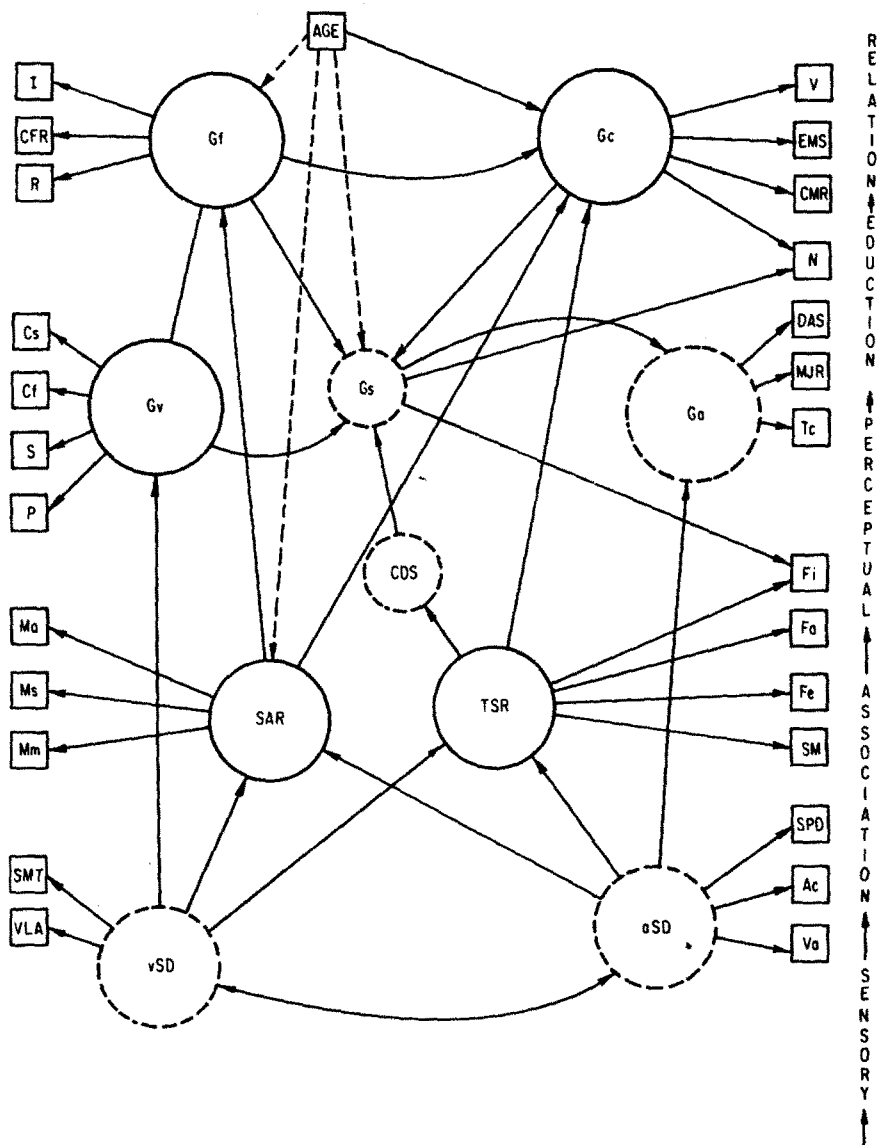 AGE
I
CFR
R
Gf
Gc
V
EMS
CMR
N
Cs
Cf
S
P
Gv
Gs
Ga
DAS
MJR
Tc
CDS
Ma
Ms
Mm
SAR
TSR
Fi
Fa
Fe
SM
SMT
VLA
vSD
aSD
SPD
Ac
Va
RELATION EDUCTION
PERCEPTUAL
ASSOCIATION
SENSORY